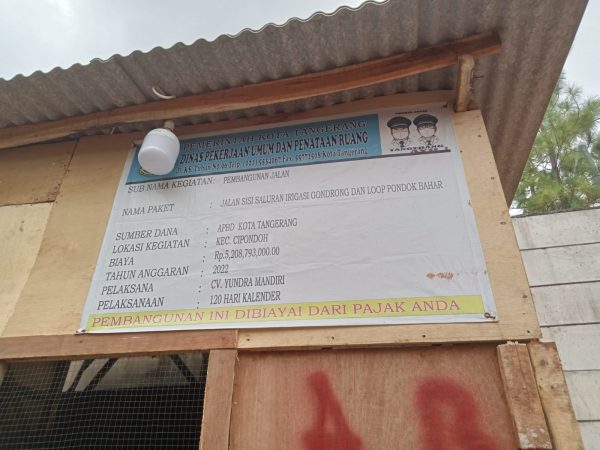 PEMERINTAH KOTA TANGERANG
DINAS PEKERJAAN UMUM DAN PENATAAN RUANG
Kota Tangerang
SUB NAMA KEGIATAN : PEMBANGUNAN JALAN
NAMA PAKET : JALAN SISI SALURAN IRIGASI GONDRONG DAN LOOP PONDOK BAHAR
SUMBER DANA : APBD KOTA TANGERANG
LOKASI KEGIATAN : KEC. CIPONDOH
BIAYA : Rp.5,208,793,000.00
TAHUN ANGGARAN : 2022
PELAKSANA : CV. YUNDRA MANDIRI
PELAKSANAAN : 120 HARI KALENDER
PEMBANGUNAN INI DIBIAYAI DARI PAJAK ANDA
TANGERANG